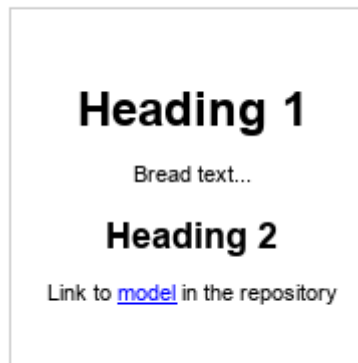 Heading 1
Bread text...
Heading 2
Link to model in the repository